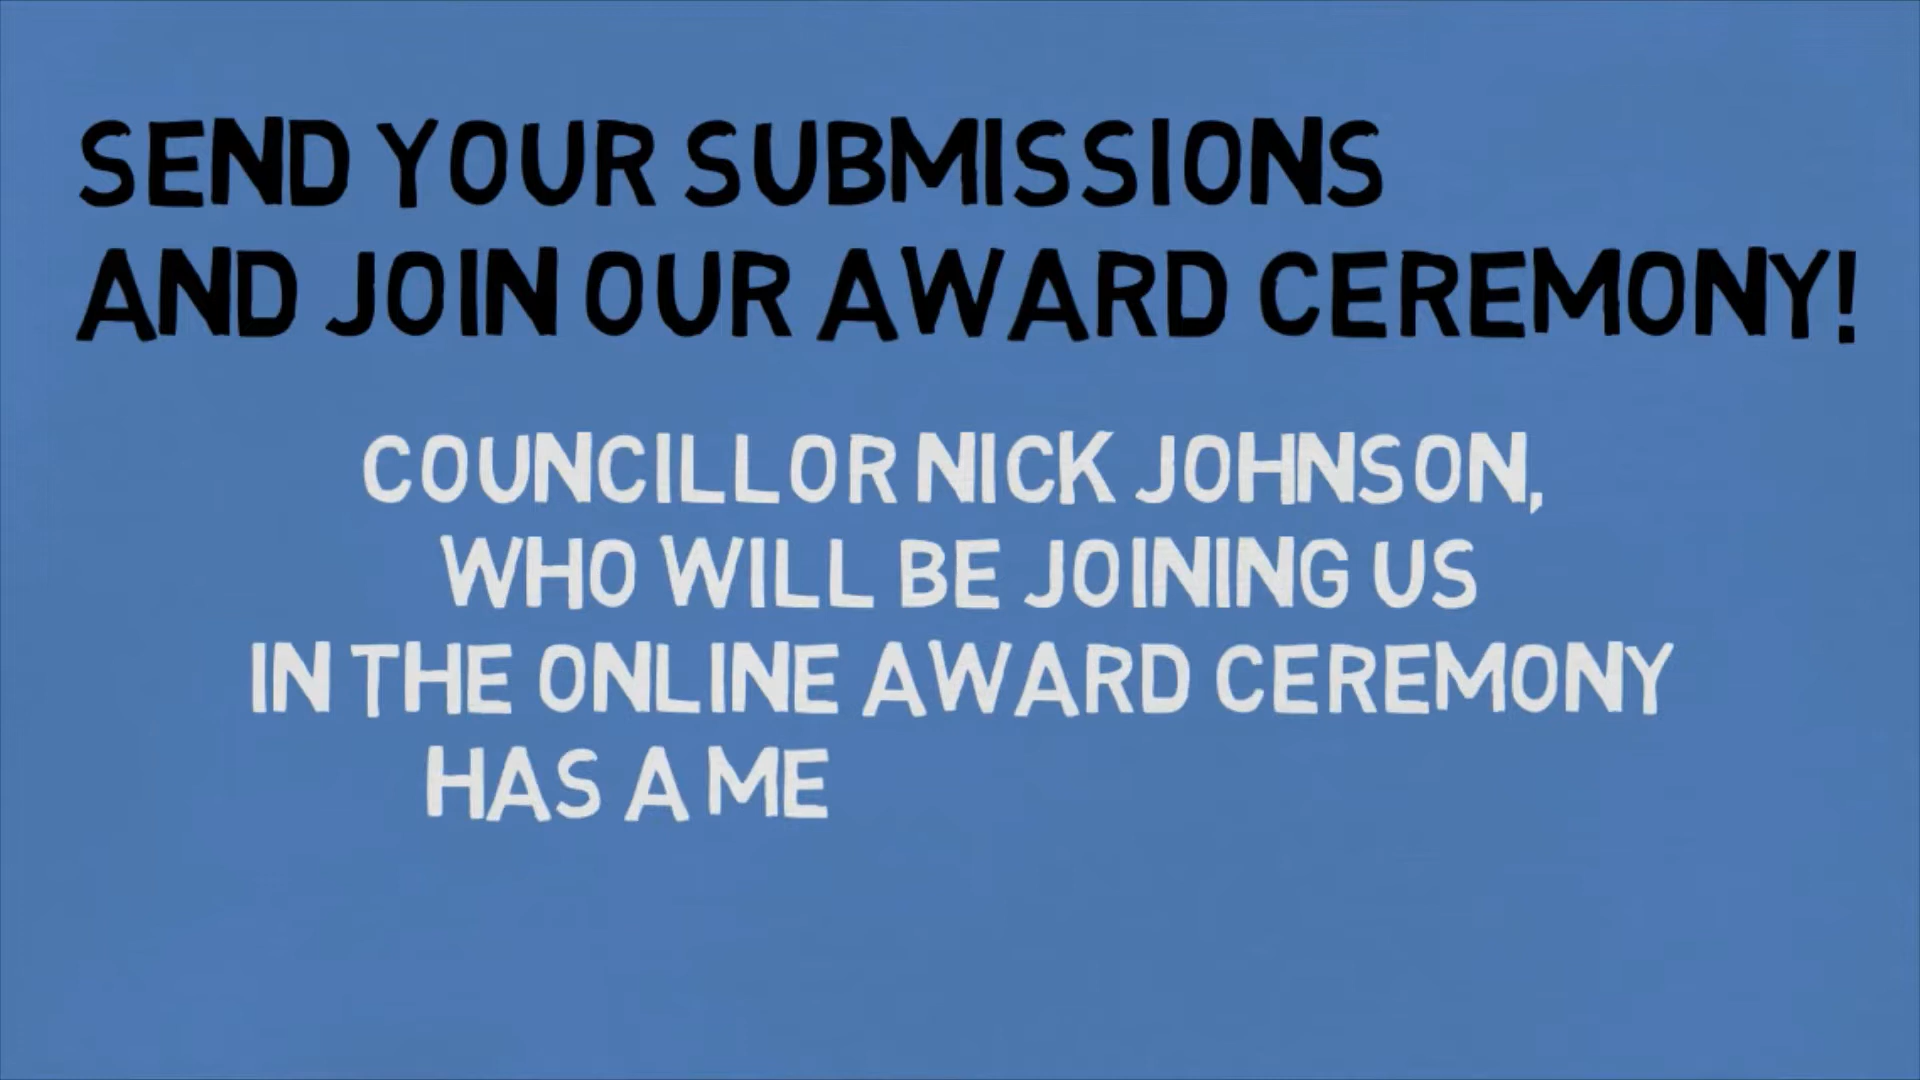 SEND YOUR SUBMISSIONS
AND JOIN OUR AWARD CEREMONY!
COUNCILLOR NICK JOHNSON,
WHO WILL BE JOINING US
IN THE ONLINE AWARD CEREMONY
HAS A ME